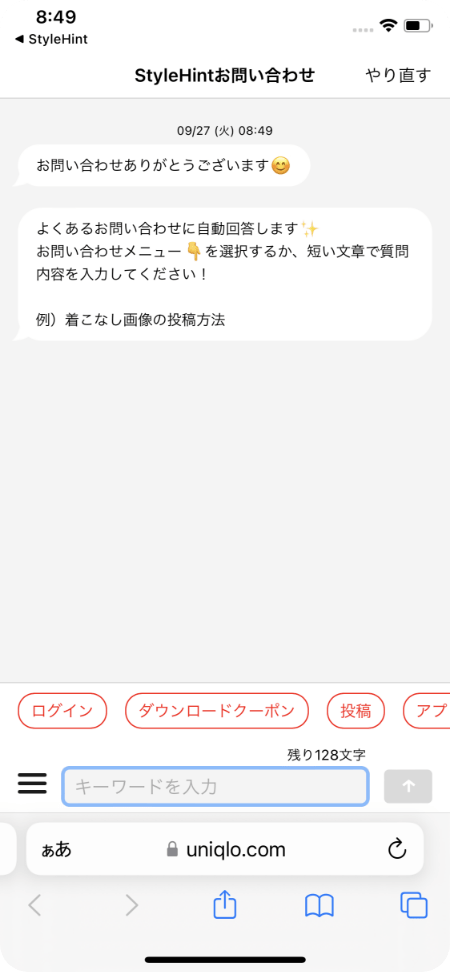 8:49
◀ StyleHint
StyleHintお問い合わせ
やり直す
09/27 (火) 08:49
お問い合わせありがとうございます😊
よくあるお問い合わせに自動回答します✨
お問い合わせメニュー👇を選択するか、短い文章で質問
内容を入力してください！
例）着こなし画像の投稿方法
ログイン
ダウンロードクーポン
投稿
アプ
残り128文字
キーワードを入力
ぁあ
uniqlo.com